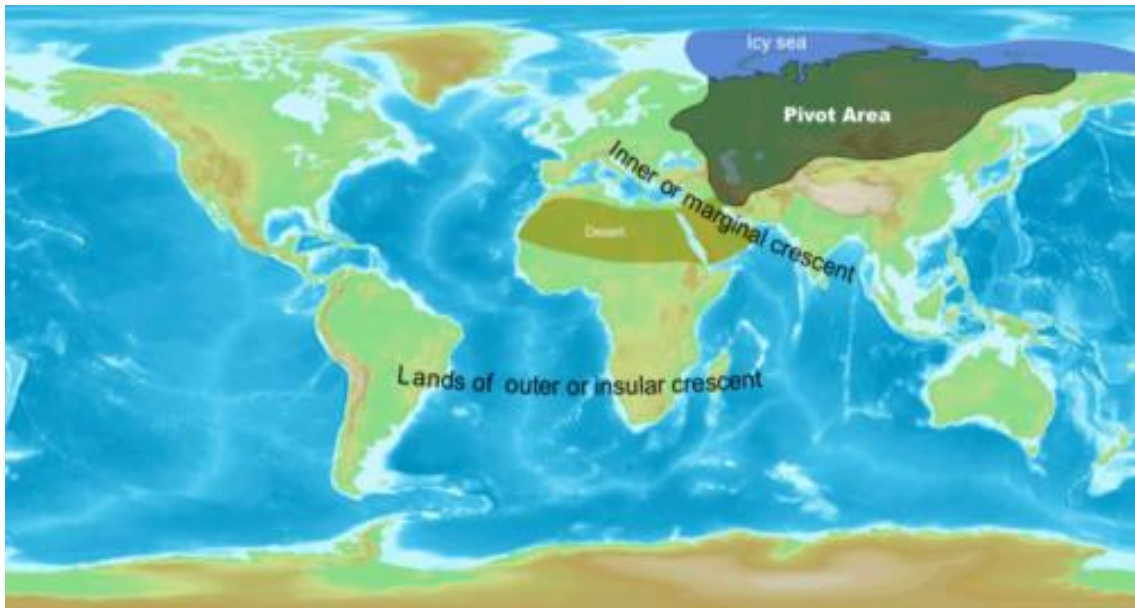 Icy sea
Pivot Area
Inner or marginal crescent
Desert
Lands of outer or insular crescent